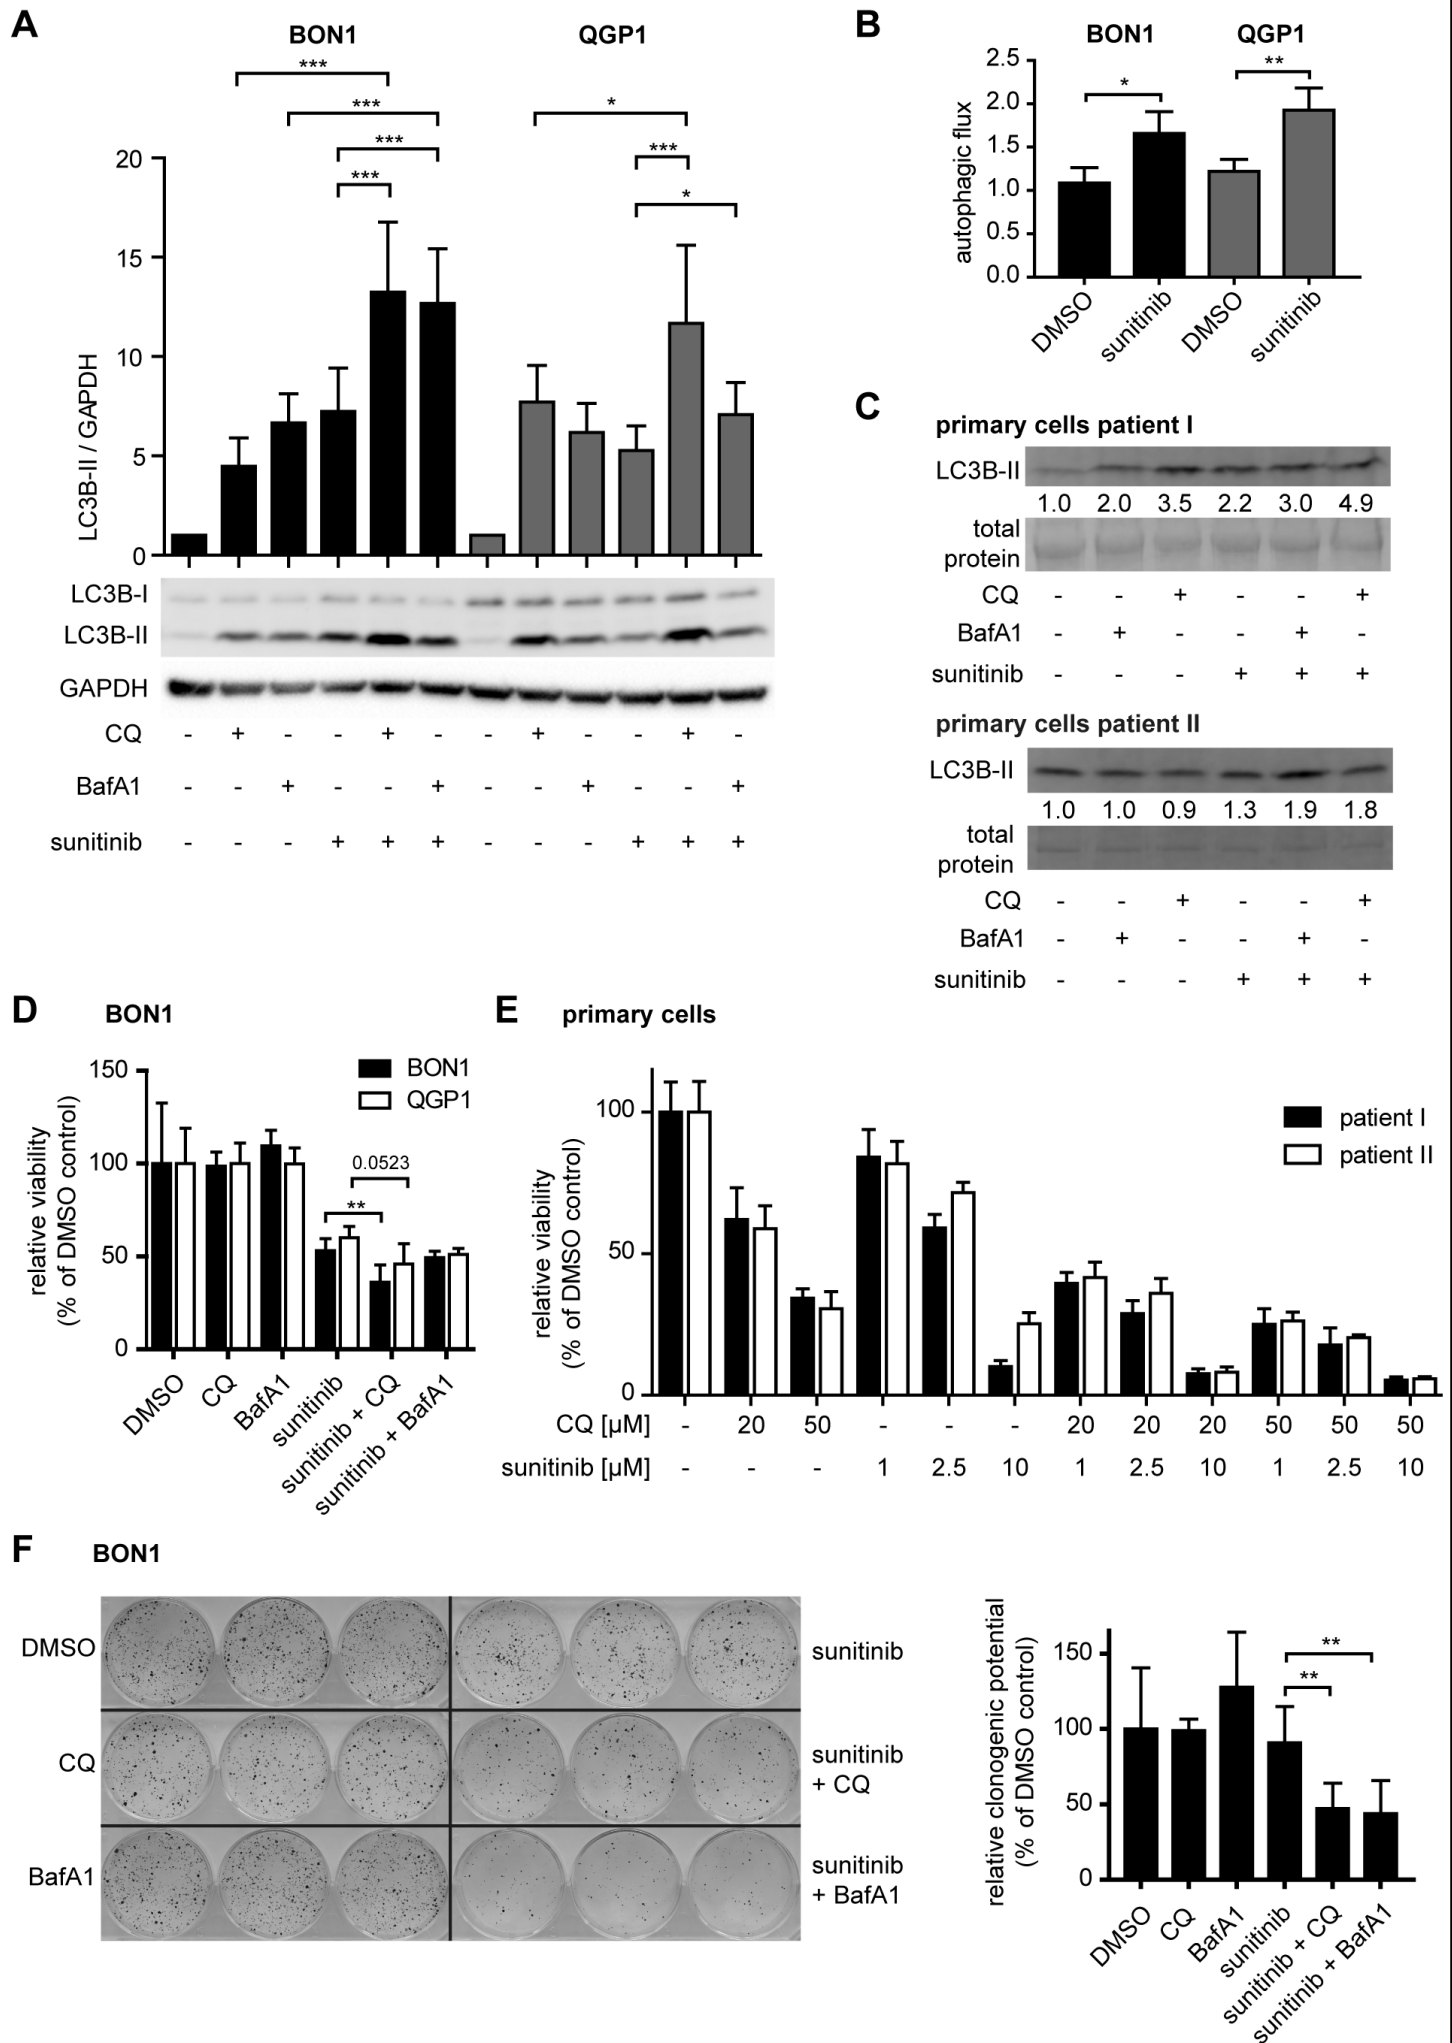 A
BON1
QGP1
***
***
***
***
*
***
*
20
15
10
5
0
LC3B-II / GAPDH
LC3B-I
LC3B-II
GAPDH
CQ - + - - + - - + - - + -
BafA1 - - + - - + - - + - - +
sunitinib - - - + + + - - - + + +
B
BON1
QGP1
*
**
2.5
2.0
1.5
1.0
0.5
0.0
autophagic flux
DMSO
sunitinib
DMSO
sunitinib
C
primary cells patient I
LC3B-II
1.0 2.0 3.5 2.2 3.0 4.9
total
protein
CQ - - + - - +
BafA1 - + - - + -
sunitinib - - - + + +
primary cells patient II
LC3B-II
1.0 1.0 0.9 1.3 1.9 1.8
total
protein
CQ - - + - - +
BafA1 - + - - + -
sunitinib - - - + + +
D
BON1
150
100
50
0
relative viability
(% of DMSO control)
BON1
QGP1
0.0523
**
DMSO
CQ
BafA1
sunitinib
sunitinib + CQ
sunitinib + BafA1
E
primary cells
100
50
0
relative viability
(% of DMSO control)
patient I
patient II
CQ [µM] - 20 50 - - - 20 20 20 50 50 50
sunitinib [µM] - - - 1 2.5 10 1 2.5 10 1 2.5 10
F
BON1
DMSO
CQ
BafA1
sunitinib
sunitinib
+ CQ
sunitinib
+ BafA1
150
100
50
0
relative clonogenic potential
(% of DMSO control)
**
**
DMSO
CQ
BafA1
sunitinib
sunitinib + CQ
sunitinib + BafA1